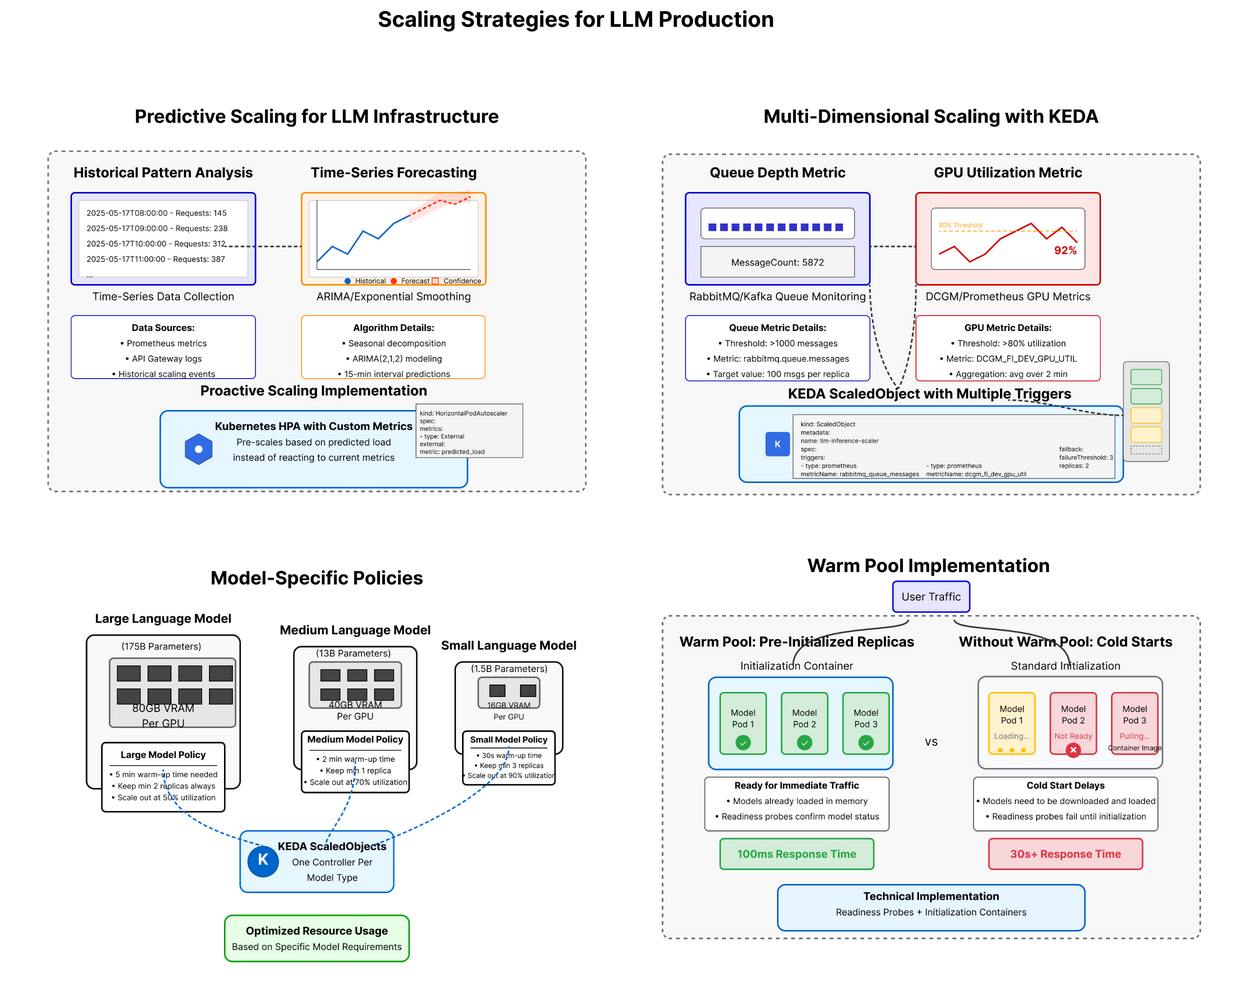 Scaling Strategies for LLM Production
Predictive Scaling for LLM Infrastructure
Historical Pattern Analysis
2025-05-17T08:00:00 - Requests: 145
2025-05-17T09:00:00 - Requests: 238
2025-05-17T10:00:00 - Requests: 312
2025-05-17T11:00:00 - Requests: 387
...
Time-Series Data Collection
Data Sources:
• Prometheus metrics
• API Gateway logs
• Historical scaling events
Time-Series Forecasting
Historical Forecast Confidence
ARIMA/Exponential Smoothing
Algorithm Details:
• Seasonal decomposition
• ARIMA(2,1,2) modeling
• 15-min interval predictions
Proactive Scaling Implementation
Kubernetes HPA with Custom Metrics
Pre-scales based on predicted load
instead of reacting to current metrics
kind: HorizontalPodAutoscaler
spec:
metrics:
- type: External
external:
metric: predicted_load
Multi-Dimensional Scaling with KEDA
Queue Depth Metric
MessageCount: 5872
RabbitMQ/Kafka Queue Monitoring
Queue Metric Details:
• Threshold: >1000 messages
• Metric: rabbitmq.queue.messages
• Target value: 100 msgs per replica
GPU Utilization Metric
80% Threshold
92%
DCGM/Prometheus GPU Metrics
GPU Metric Details:
• Threshold: >80% utilization
• Metric: DCGM_FI_DEV_GPU_UTIL
• Aggregation: avg over 2 min
KEDA ScaledObject with Multiple Triggers
K
kind: ScaledObject
metadata:
name: llm-inference-scaler
spec:
triggers:
- type: prometheus
metricName: rabbitmq_queue_messages
- type: prometheus
metricName: dcgm_fi_dev_gpu_util
fallback:
failureThreshold: 3
replicas: 2
Model-Specific Policies
Large Language Model
(175B Parameters)
80GB VRAM
Per GPU
Large Model Policy
• 5 min warm-up time needed
• Keep min 2 replicas always
• Scale out at 50% utilization
Medium Language Model
(13B Parameters)
40GB VRAM
Per GPU
Medium Model Policy
• 2 min warm-up time
• Keep min 1 replica
• Scale out at 70% utilization
Small Language Model
(1.5B Parameters)
16GB VRAM
Per GPU
Small Model Policy
• 30s warm-up time
• Keep min 3 replicas
• Scale out at 90% utilization
K
KEDA ScaledObjects
One Controller Per
Model Type
Optimized Resource Usage
Based on Specific Model Requirements
Warm Pool Implementation
User Traffic
Warm Pool: Pre-Initialized Replicas
Initialization Container
Model
Pod 1
Model
Pod 2
Model
Pod 3
Ready for Immediate Traffic
• Models already loaded in memory
• Readiness probes confirm model status
100ms Response Time
vs
Without Warm Pool: Cold Starts
Standard Initialization
Model
Pod 1
Loading...
Model
Pod 2
Not Ready
Model
Pod 3
Pulling...
Container Image
Cold Start Delays
• Models need to be downloaded and loaded
• Readiness probes fail until initialization
30s+ Response Time
Technical Implementation
Readiness Probes + Initialization Containers